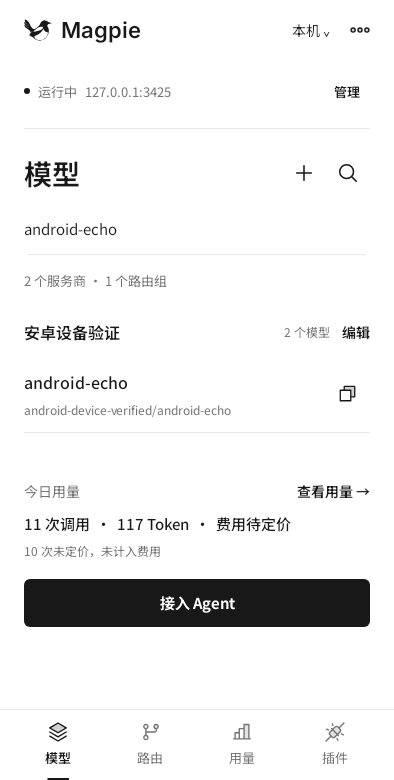 Magpie
本机
运行中 127.0.0.1:3425
管理
模型
android-echo
2 个服务商 · 1 个路由组
安卓设备验证
2 个模型 编辑
android-echo
android-device-verified/android-echo
今日用量
查看用量 →
11 次调用 · 117 Token · 费用待定价
10 次未定价，未计入费用
接入 Agent
模型 路由 用量 插件